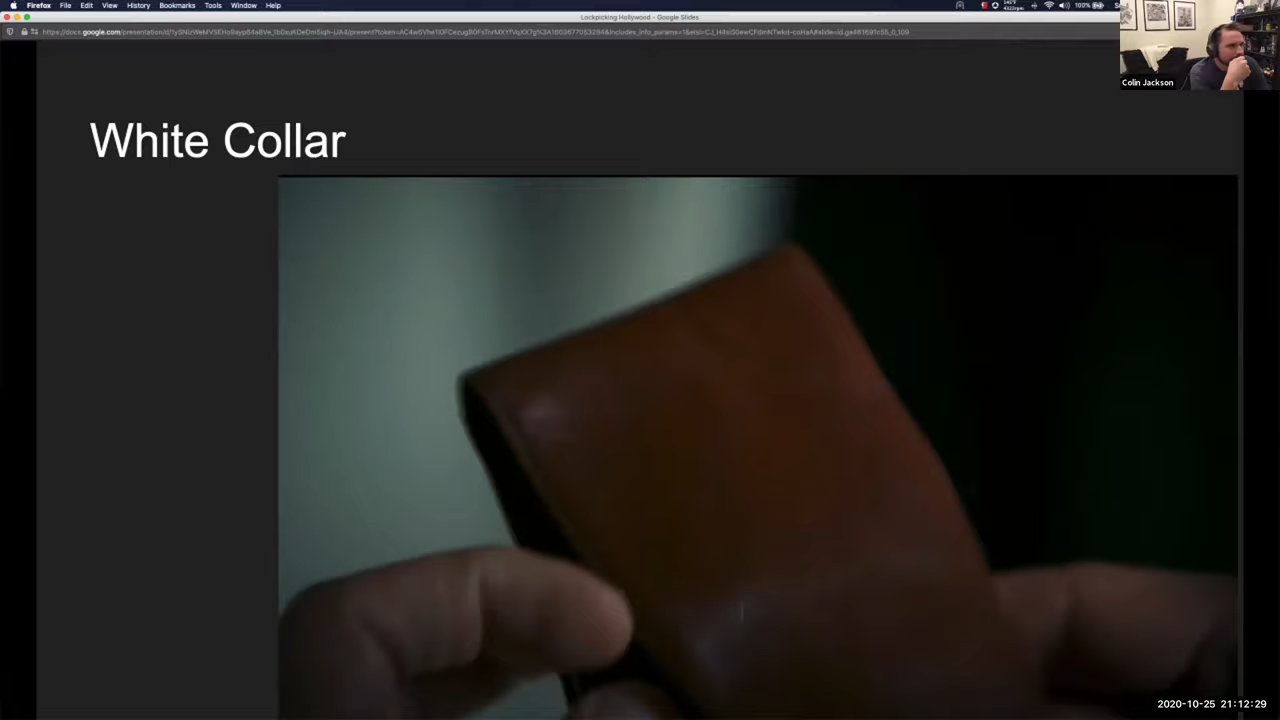 Firefox File Edit View History Bookmarks Tools Window Help
100%
Lockpicking Hollywood - Google Slides
Colin Jackson
White Collar
2020-10-25 21:12:29